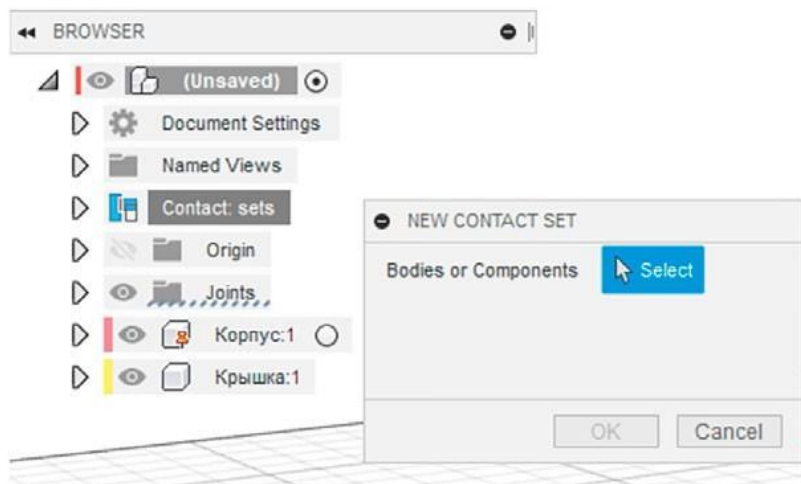 BROWSER
(Unsaved)
Document Settings
Named Views
Contact: sets
Origin
Joints
Корпус:1
Крышка:1
NEW CONTACT SET
Bodies or Components Select
OK Cancel